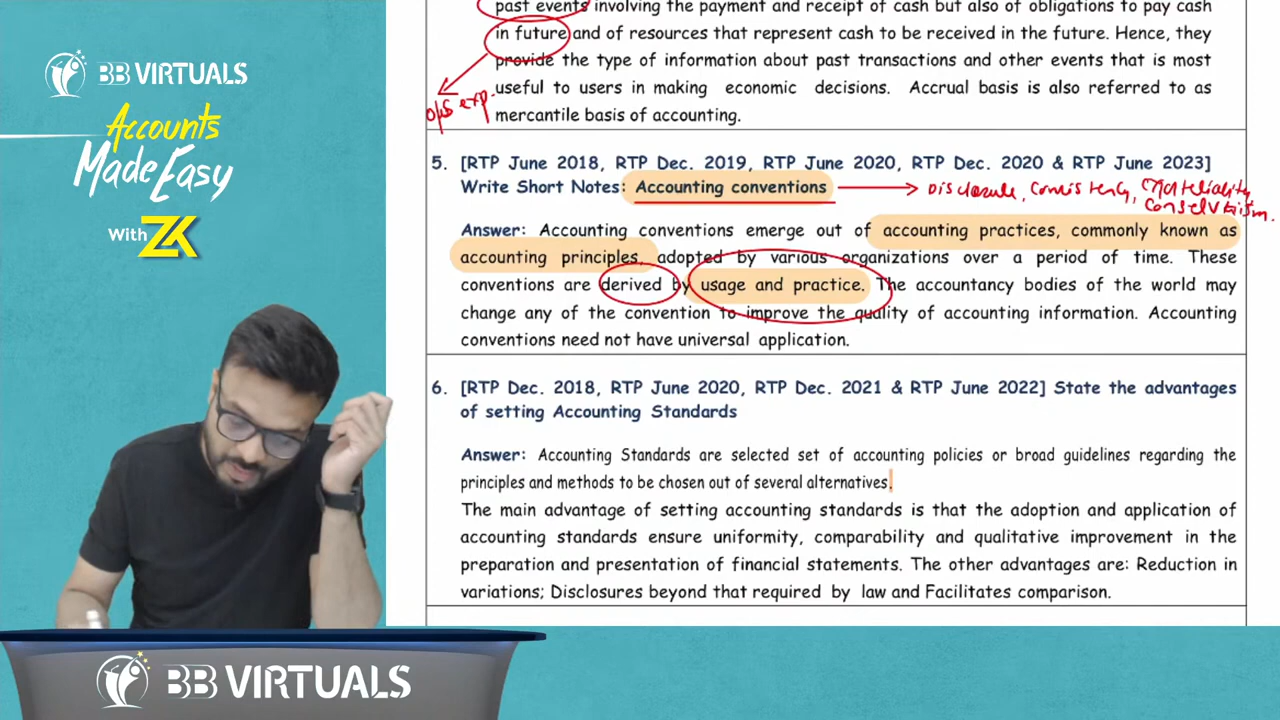 BB VIRTUALS
Accounts
Made Easy
With ZK
past events involving the payment and receipt of cash but also of obligations to pay cash
in future and of resources that represent cash to be received in the future. Hence, they
provide the type of information about past transactions and other events that is most
useful to users in making economic decisions. Accrual basis is also referred to as
mercantile basis of accounting.
o/s exp.
5. [RTP June 2018, RTP Dec. 2019, RTP June 2020, RTP Dec. 2020 & RTP June 2023]
Write Short Notes: Accounting conventions
Disclosure, Consistency, Materiality
Conservatism.
Answer: Accounting conventions emerge out of accounting practices, commonly known as
accounting principles, adopted by various organizations over a period of time. These
conventions are derived by usage and practice. The accountancy bodies of the world may
change any of the convention to improve the quality of accounting information. Accounting
conventions need not have universal application.
6. [RTP Dec. 2018, RTP June 2020, RTP Dec. 2021 & RTP June 2022] State the advantages
of setting Accounting Standards
Answer: Accounting Standards are selected set of accounting policies or broad guidelines regarding the
principles and methods to be chosen out of several alternatives.
The main advantage of setting accounting standards is that the adoption and application of
accounting standards ensure uniformity, comparability and qualitative improvement in the
preparation and presentation of financial statements. The other advantages are: Reduction in
variations; Disclosures beyond that required by law and Facilitates comparison.
BB VIRTUALS